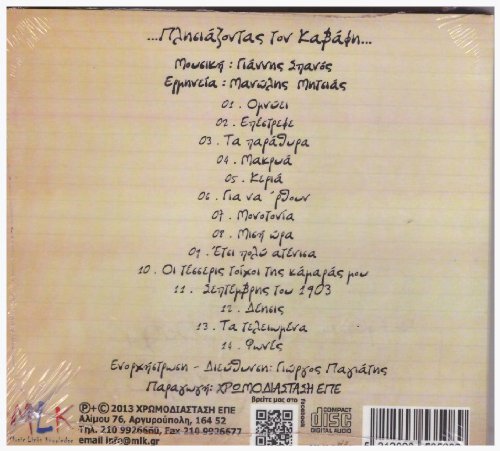 ...Πλησιάζοντας τον Καβάφη...
Μουσική : Γιάννης Σπανός
Ερμηνεία : Μανώλης Μητσιάς
01 . Ομνύει
02 . Επέστρεφε
03 . Τα παράθυρα
04 . Μακρυά
05 . Κεριά
06 . Για να 'ρθουν
07 . Μονοτονία
08 . Μισή ώρα
09 . Έτσι πολύ ατένισα
10 . Οι τέσσερις τοίχοι της κάμαράς μου
11 . Σεπτέμβρης του 1903
12 . Δέησις
13 . Τα τελειωμένα
14 . Φωνές
Ενορχήστρωση - Διεύθυνση: Γιώργος Παγιάτης
Παραγωγή: ΧΡΩΜΟΔΙΑΣΤΑΣΗ ΕΠΕ
MLK
Music Links Knowledge
℗+© 2013 ΧΡΩΜΟΔΙΑΣΤΑΣΗ ΕΠΕ
Αλίμου 76, Αργυρούπολη, 164 52
Τηλ: 210 9926660, Fax 210 9926677
email info@mlk.gr
βρείτε μας στο
Facebook
COMPACT
disc
DIGITAL AUDIO